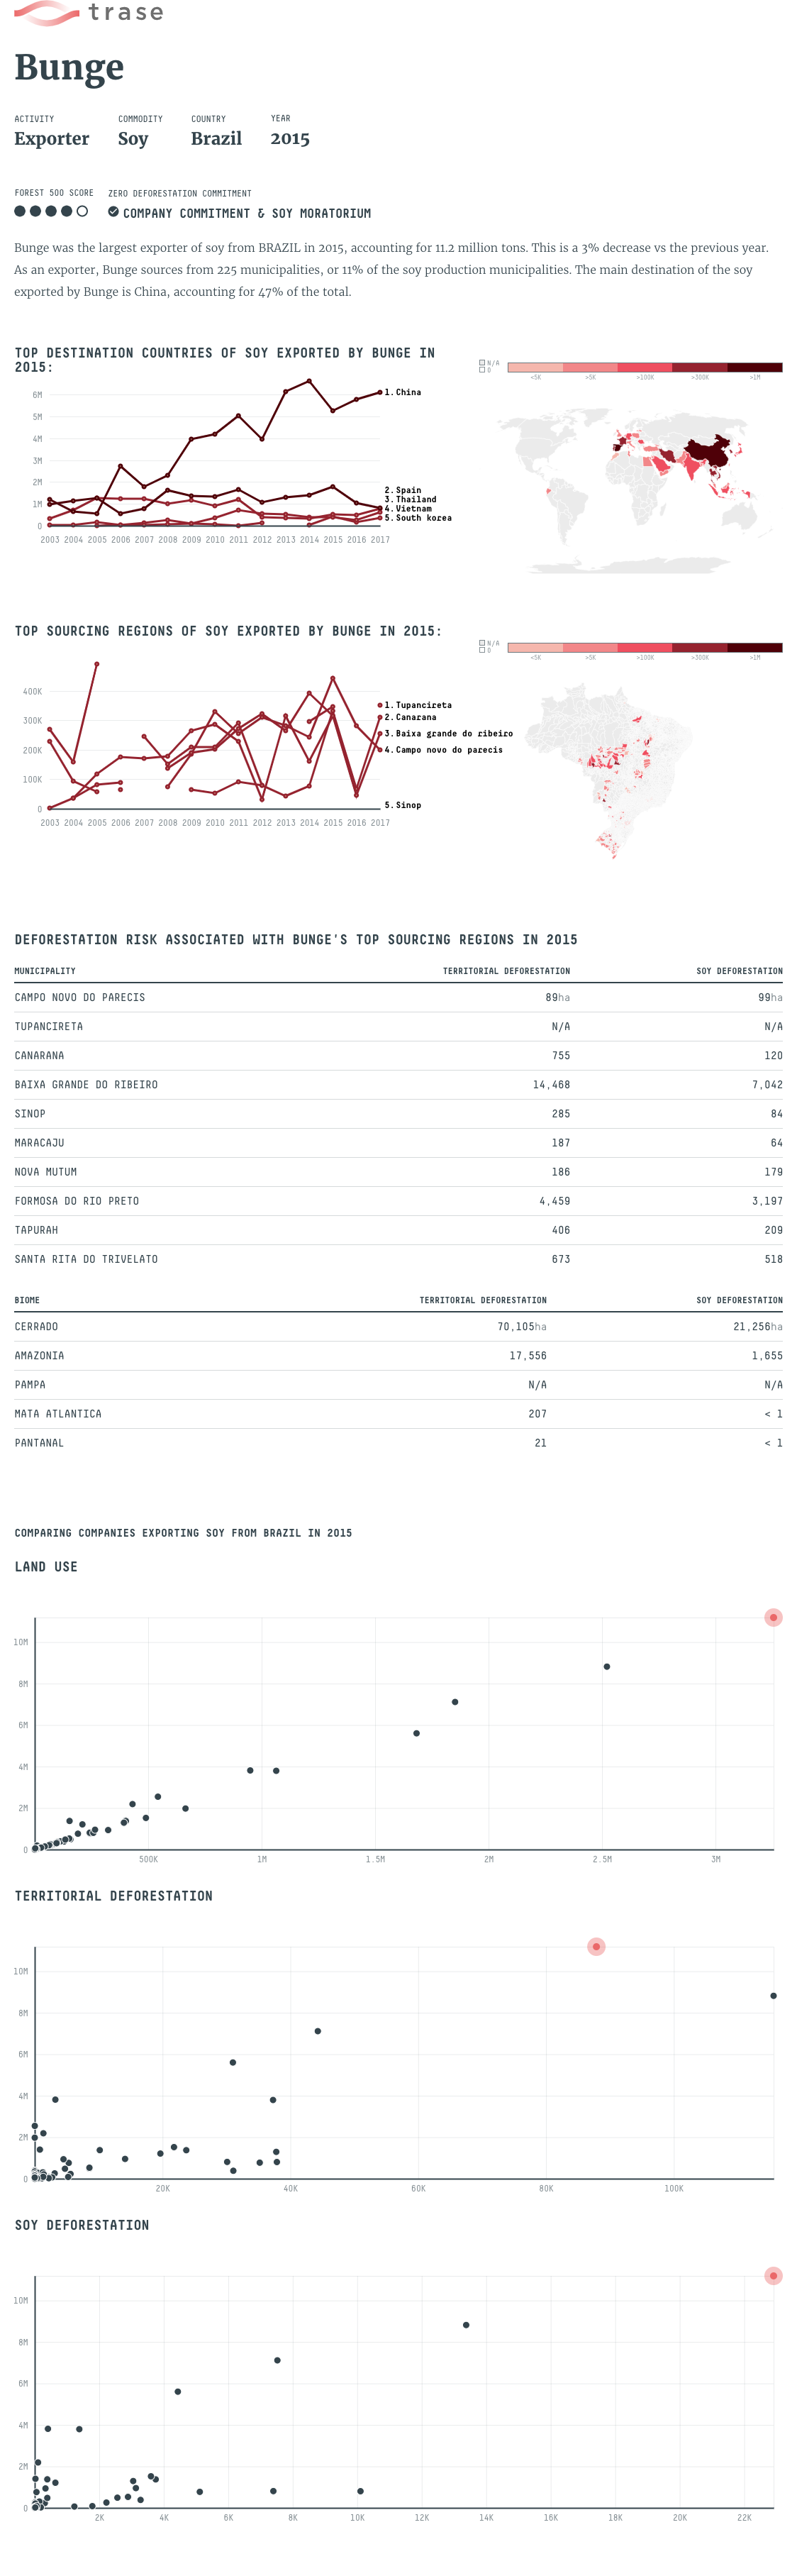 trase
Bunge
ACTIVITY COMMODITY COUNTRY YEAR
Exporter Soy Brazil 2015
FOREST 500 SCORE ZERO DEFORESTATION COMMITMENT
COMPANY COMMITMENT & SOY MORATORIUM
Bunge was the largest exporter of soy from BRAZIL in 2015, accounting for 11.2 million tons. This is a 3% decrease vs the previous year.
As an exporter, Bunge sources from 225 municipalities, or 11% of the soy production municipalities. The main destination of the soy
exported by Bunge is China, accounting for 47% of the total.
TOP DESTINATION COUNTRIES OF SOY EXPORTED BY BUNGE IN
2015:
6M
5M
4M
3M
2M
1M
0
2003 2004 2005 2006 2007 2008 2009 2010 2011 2012 2013 2014 2015 2016 2017
1. China
2. Spain
3. Thailand
4. Vietnam
5. South korea
N/A
0
<5K >5K >100K >300K >1M
TOP SOURCING REGIONS OF SOY EXPORTED BY BUNGE IN 2015:
400K
300K
200K
100K
0
2003 2004 2005 2006 2007 2008 2009 2010 2011 2012 2013 2014 2015 2016 2017
1. Tupancireta
2. Canarana
3. Baixa grande do ribeiro
4. Campo novo do parecis
5. Sinop
N/A
0
<5K >5K >100K >300K >1M
DEFORESTATION RISK ASSOCIATED WITH BUNGE'S TOP SOURCING REGIONS IN 2015
MUNICIPALITY TERRITORIAL DEFORESTATION SOY DEFORESTATION
CAMPO NOVO DO PARECIS 89ha 99ha
TUPANCIRETA N/A N/A
CANARANA 755 120
BAIXA GRANDE DO RIBEIRO 14,468 7,042
SINOP 285 84
MARACAJU 187 64
NOVA MUTUM 186 179
FORMOSA DO RIO PRETO 4,459 3,197
TAPURAH 406 209
SANTA RITA DO TRIVELATO 673 518
BIOME TERRITORIAL DEFORESTATION SOY DEFORESTATION
CERRADO 70,105ha 21,256ha
AMAZONIA 17,556 1,655
PAMPA N/A N/A
MATA ATLANTICA 207 < 1
PANTANAL 21 < 1
COMPARING COMPANIES EXPORTING SOY FROM BRAZIL IN 2015
LAND USE
10M
8M
6M
4M
2M
0
500K 1M 1.5M 2M 2.5M 3M
TERRITORIAL DEFORESTATION
10M
8M
6M
4M
2M
0
20K 40K 60K 80K 100K
SOY DEFORESTATION
10M
8M
6M
4M
2M
0
2K 4K 6K 8K 10K 12K 14K 16K 18K 20K 22K